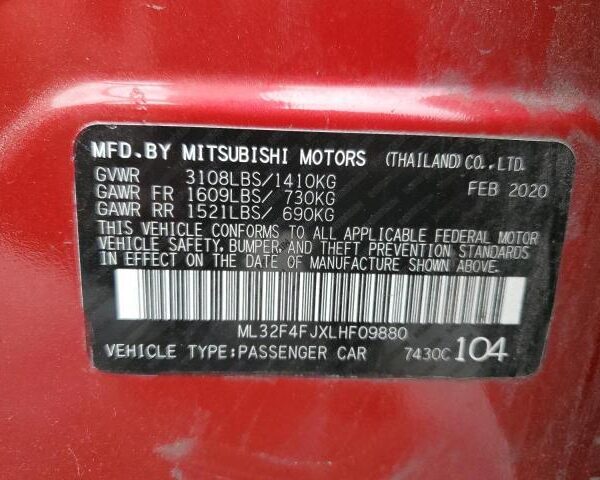 MFD.BY MITSUBISHI MOTORS (THAILAND)CO.,LTD.
GVWR 3108LBS/1410KG FEB 2020
GAWR FR 1609LBS/ 730KG
GAWR RR 1521LBS/ 690KG
THIS VEHICLE CONFORMS TO ALL APPLICABLE FEDERAL MOTOR
VEHICLE SAFETY, BUMPER, AND THEFT PREVENTION STANDARDS
IN EFFECT ON THE DATE OF MANUFACTURE SHOWN ABOVE.
ML32F4FJXLHF09880
VEHICLE TYPE:PASSENGER CAR 7430C 104